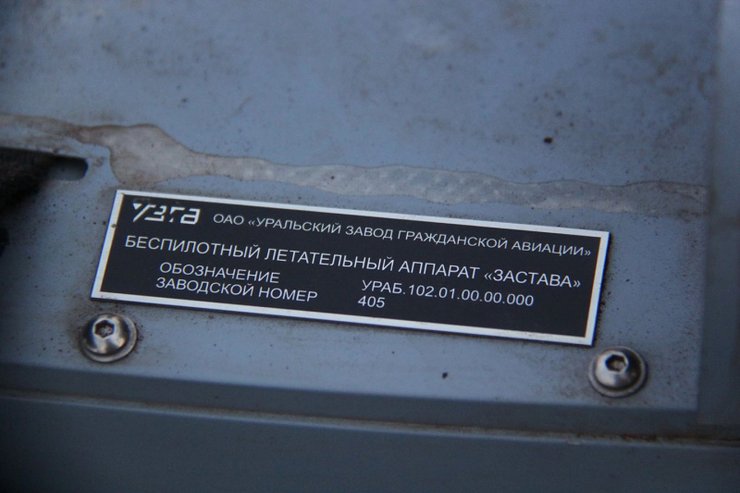 УЗГА ОАО «УРАЛЬСКИЙ ЗАВОД ГРАЖДАНСКОЙ АВИАЦИИ»
БЕСПИЛОТНЫЙ ЛЕТАТЕЛЬНЫЙ АППАРАТ «ЗАСТАВА»
ОБОЗНАЧЕНИЕ УРАБ.102.01.00.00.000
ЗАВОДСКОЙ НОМЕР 405